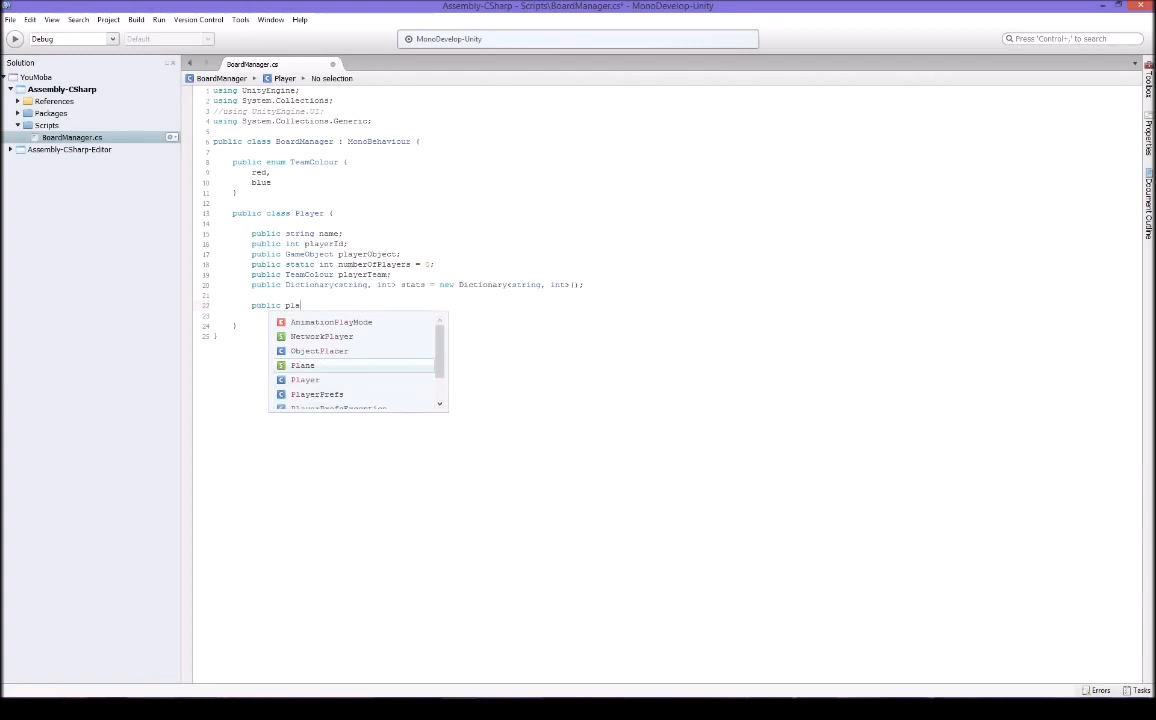 Assembly-CSharp - Scripts\BoardManager.cs* - MonoDevelop-Unity
File Edit View Search Project Build Run Version Control Tools Window Help
Debug Default MonoDevelop-Unity Press 'Control+,' to search
Solution
YouMoba
Assembly-CSharp
References
Packages
Scripts
BoardManager.cs
Assembly-CSharp-Editor
BoardManager.cs
BoardManager Player No selection
1 using UnityEngine;
2 using System.Collections;
3 //using UnityEngine.UI;
4 using System.Collections.Generic;
5
6 public class BoardManager : MonoBehaviour {
7
8 public enum TeamColour {
9 red,
10 blue
11 }
12
13 public class Player {
14
15 public string name;
16 public int playerId;
17 public GameObject playerObject;
18 public static int numberOfPlayers = 0;
19 public TeamColour playerTeam;
20 public Dictionary<string, int> stats = new Dictionary<string, int>();
21
22 public pla
23
24 }
25 }
AnimationPlayMode
NetworkPlayer
ObjectPlacer
Plane
Player
PlayerPrefs
PlayerPrefsException
Toolbox
Properties
Document Outline
Errors Tasks